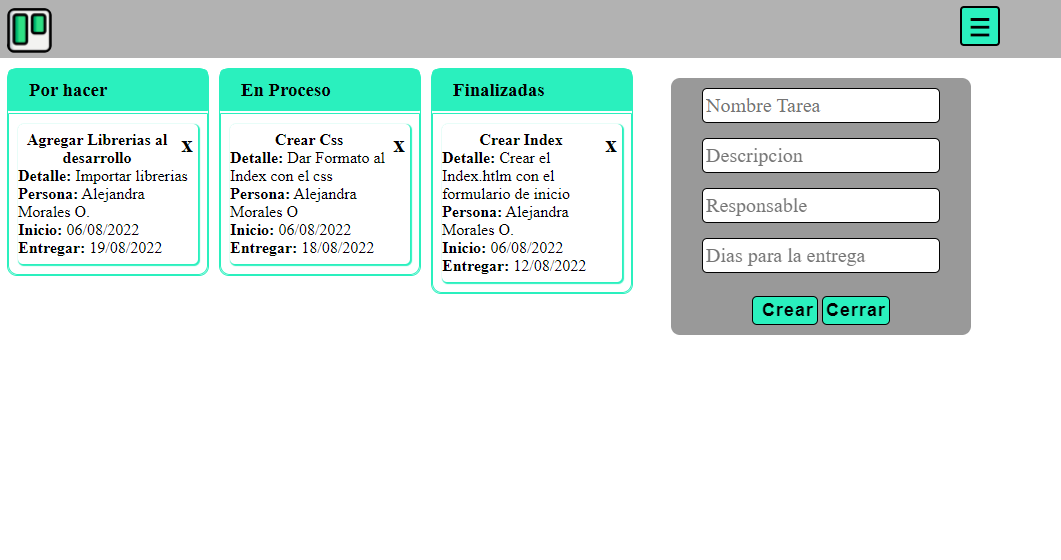 Por hacer
Agregar Librerias al
desarrollo
x
Detalle: Importar librerias
Persona: Alejandra
Morales O.
Inicio: 06/08/2022
Entregar: 19/08/2022
En Proceso
Crear Css
x
Detalle: Dar Formato al
Index con el css
Persona: Alejandra
Morales O
Inicio: 06/08/2022
Entregar: 18/08/2022
Finalizadas
Crear Index
x
Detalle: Crear el
Index.htlm con el
formulario de inicio
Persona: Alejandra
Morales O.
Inicio: 06/08/2022
Entregar: 12/08/2022
Nombre Tarea
Descripcion
Responsable
Dias para la entrega
Crear Cerrar